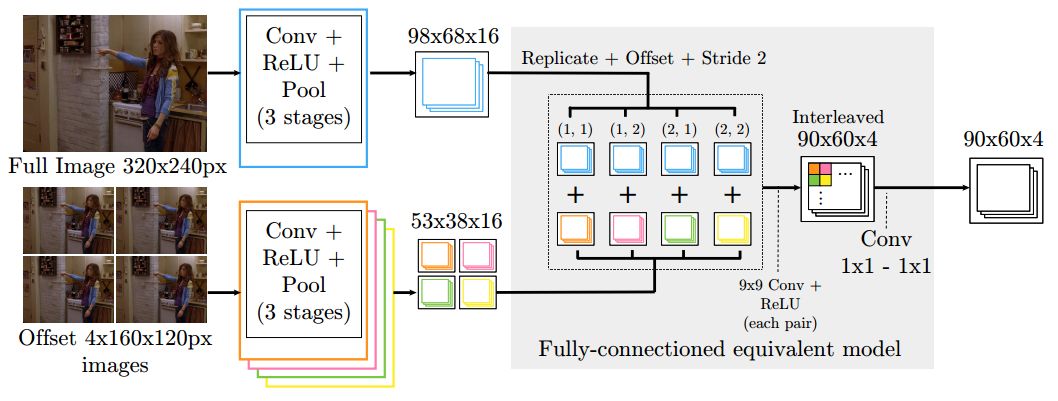 Conv +
ReLU +
Pool
(3 stages)
98x68x16
Full Image 320x240px
Replicate + Offset + Stride 2
(1, 1) (1, 2) (2, 1) (2, 2)
+ + + +
Interleaved
90x60x4
...
⋮
90x60x4
Conv
1x1 - 1x1
Conv +
ReLU +
Pool
(3 stages)
53x38x16
Offset 4x160x120px
images
9x9 Conv +
ReLU
(each pair)
Fully-connectioned equivalent model